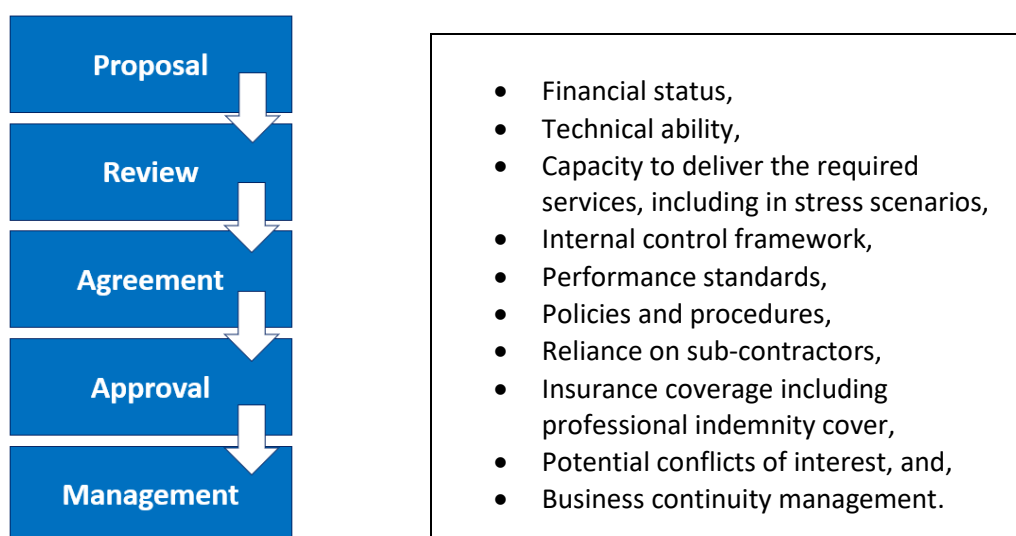 Proposal
Review
Agreement
Approval
Management
• Financial status,
• Technical ability,
• Capacity to deliver the required
services, including in stress scenarios,
• Internal control framework,
• Performance standards,
• Policies and procedures,
• Reliance on sub-contractors,
• Insurance coverage including
professional indemnity cover,
• Potential conflicts of interest, and,
• Business continuity management.